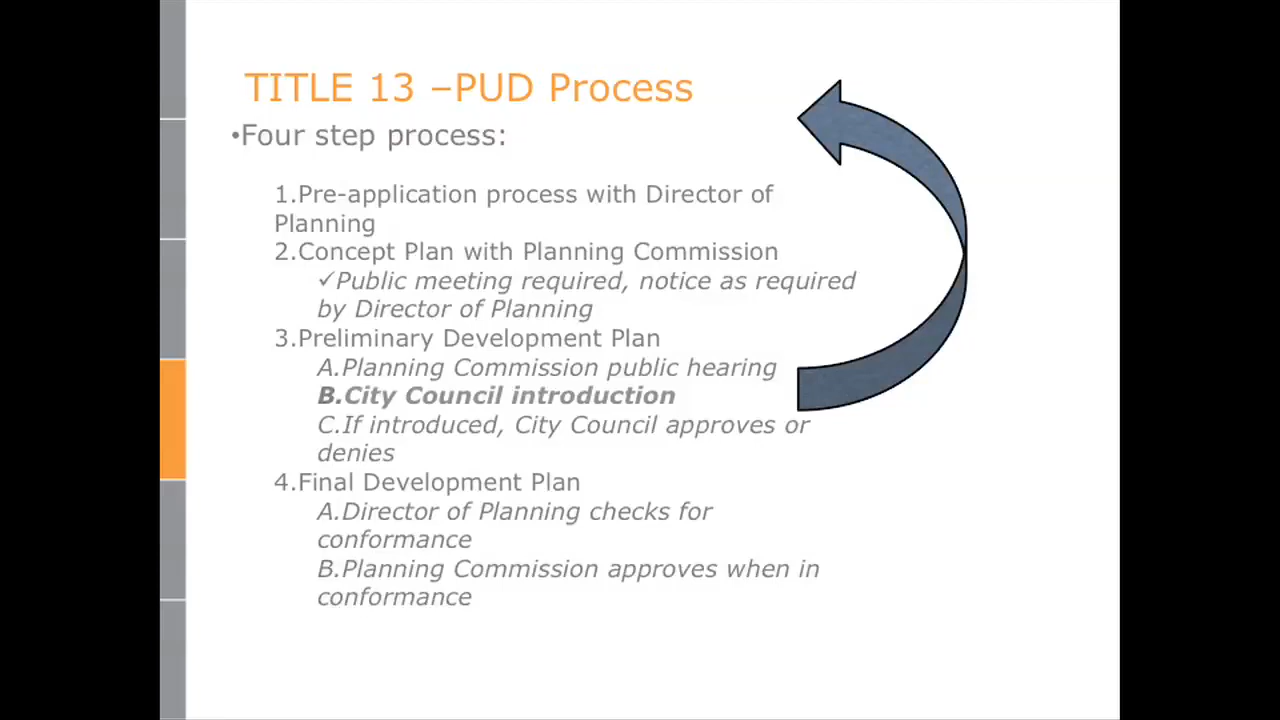 TITLE 13 –PUD Process
•Four step process:
1.Pre-application process with Director of
Planning
2.Concept Plan with Planning Commission
✓Public meeting required, notice as required
by Director of Planning
3.Preliminary Development Plan
A.Planning Commission public hearing
B.City Council introduction
C.If introduced, City Council approves or
denies
4.Final Development Plan
A.Director of Planning checks for
conformance
B.Planning Commission approves when in
conformance